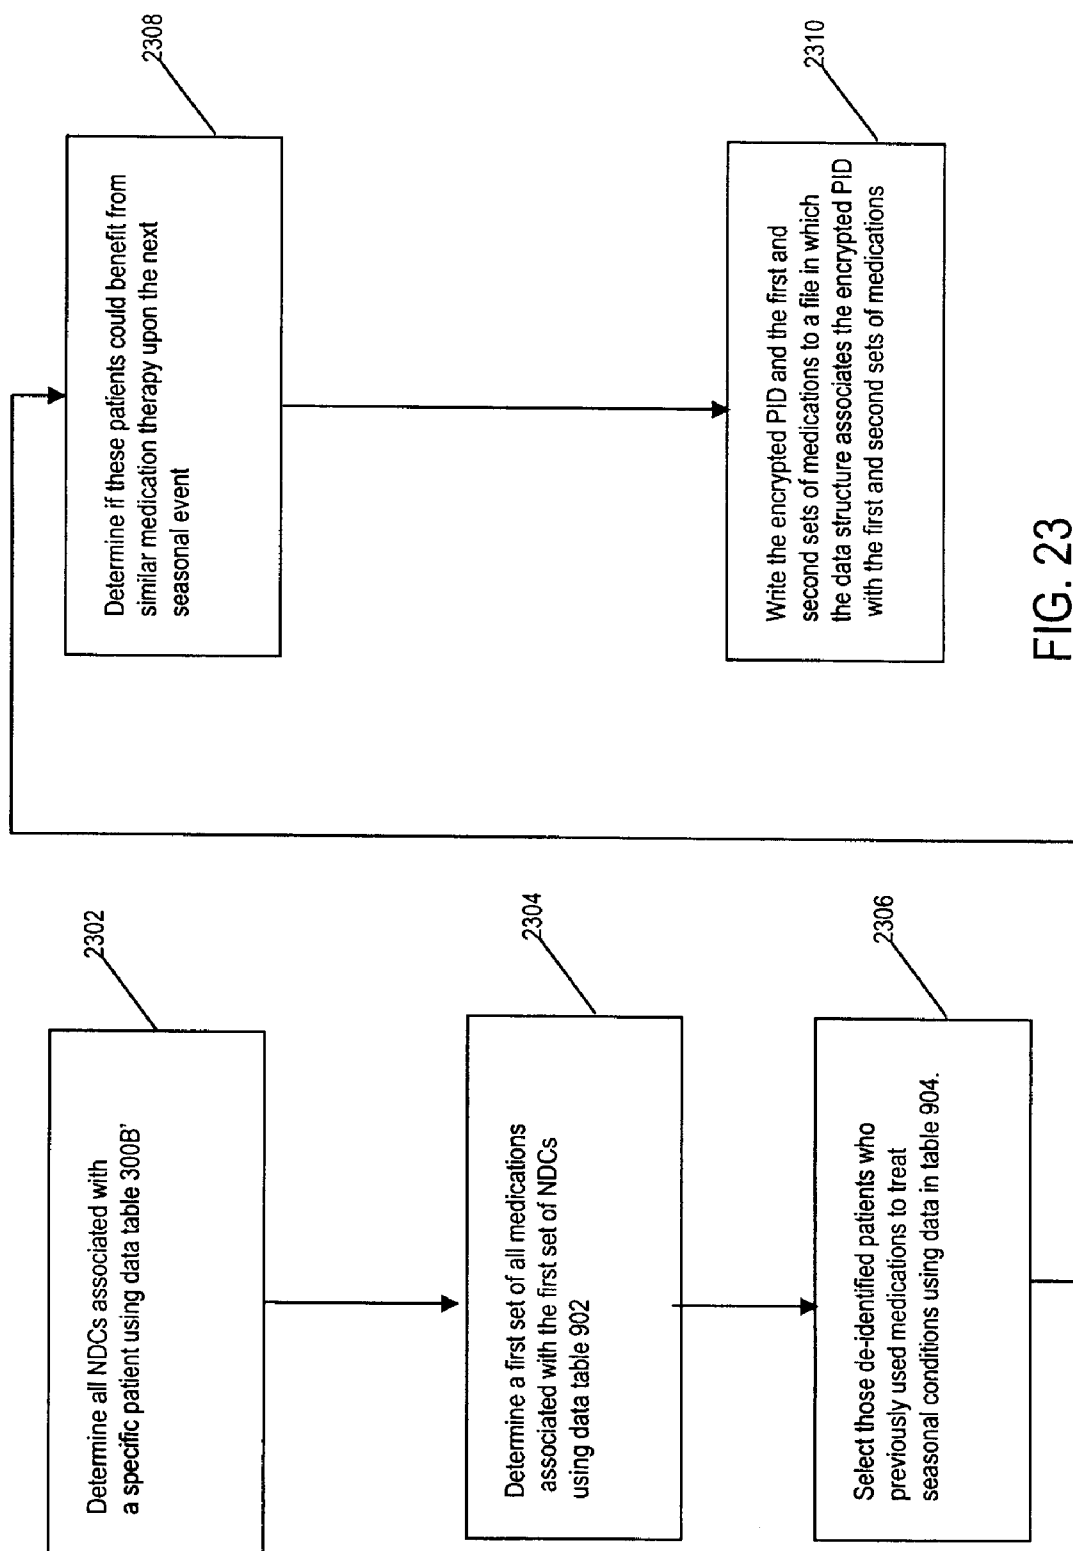 2302
Determine all NDCs associated with
a specific patient using data table 300B'
2304
Determine a first set of all medications
associated with the first set of NDCs
using data table 902
2306
Select those de-identified patients who
previously used medications to treat
seasonal conditions using data in table 904.
2308
Determine if these patients could benefit from
similar medication therapy upon the next
seasonal event
2310
Write the encrypted PID and the first and
second sets of medications to a file in which
the data structure associates the encrypted PID
with the first and second sets of medications
FIG. 23